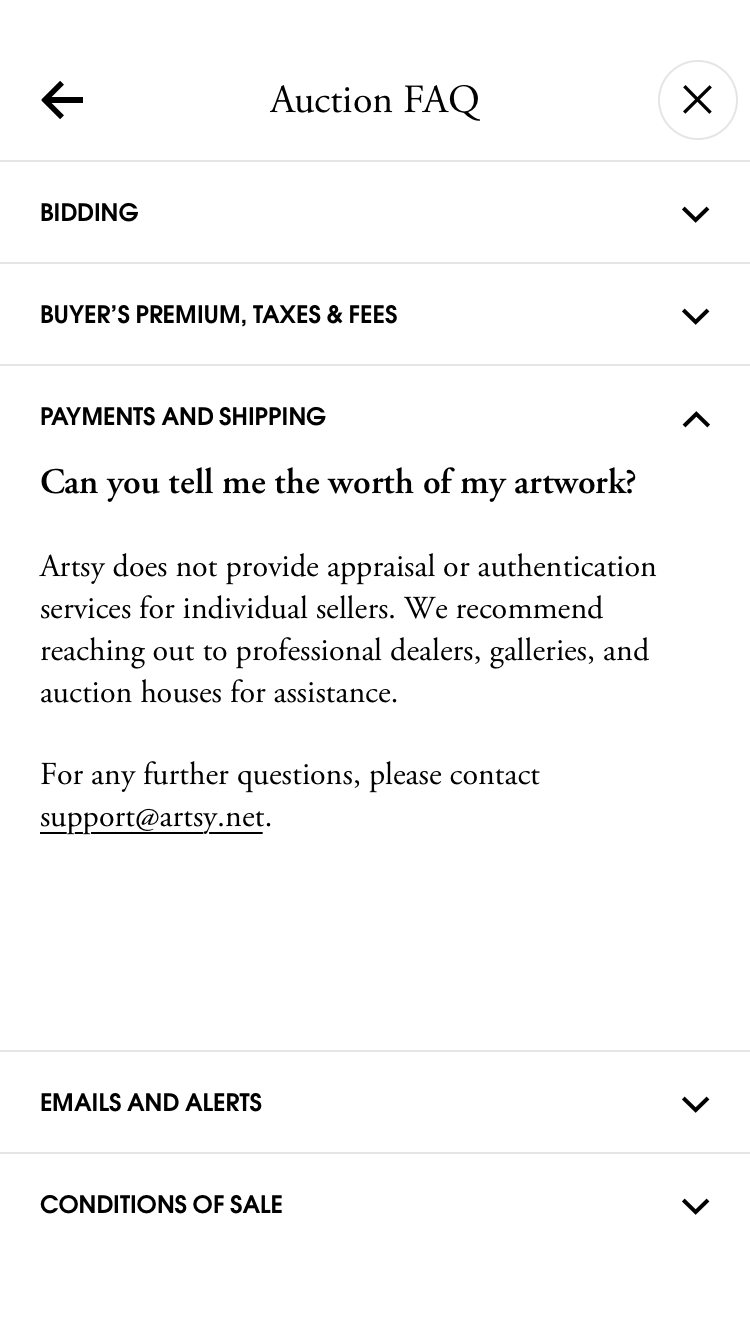 Auction FAQ
BIDDING
BUYER’S PREMIUM, TAXES & FEES
PAYMENTS AND SHIPPING
Can you tell me the worth of my artwork?
Artsy does not provide appraisal or authentication
services for individual sellers. We recommend
reaching out to professional dealers, galleries, and
auction houses for assistance.
For any further questions, please contact
support@artsy.net.
EMAILS AND ALERTS
CONDITIONS OF SALE